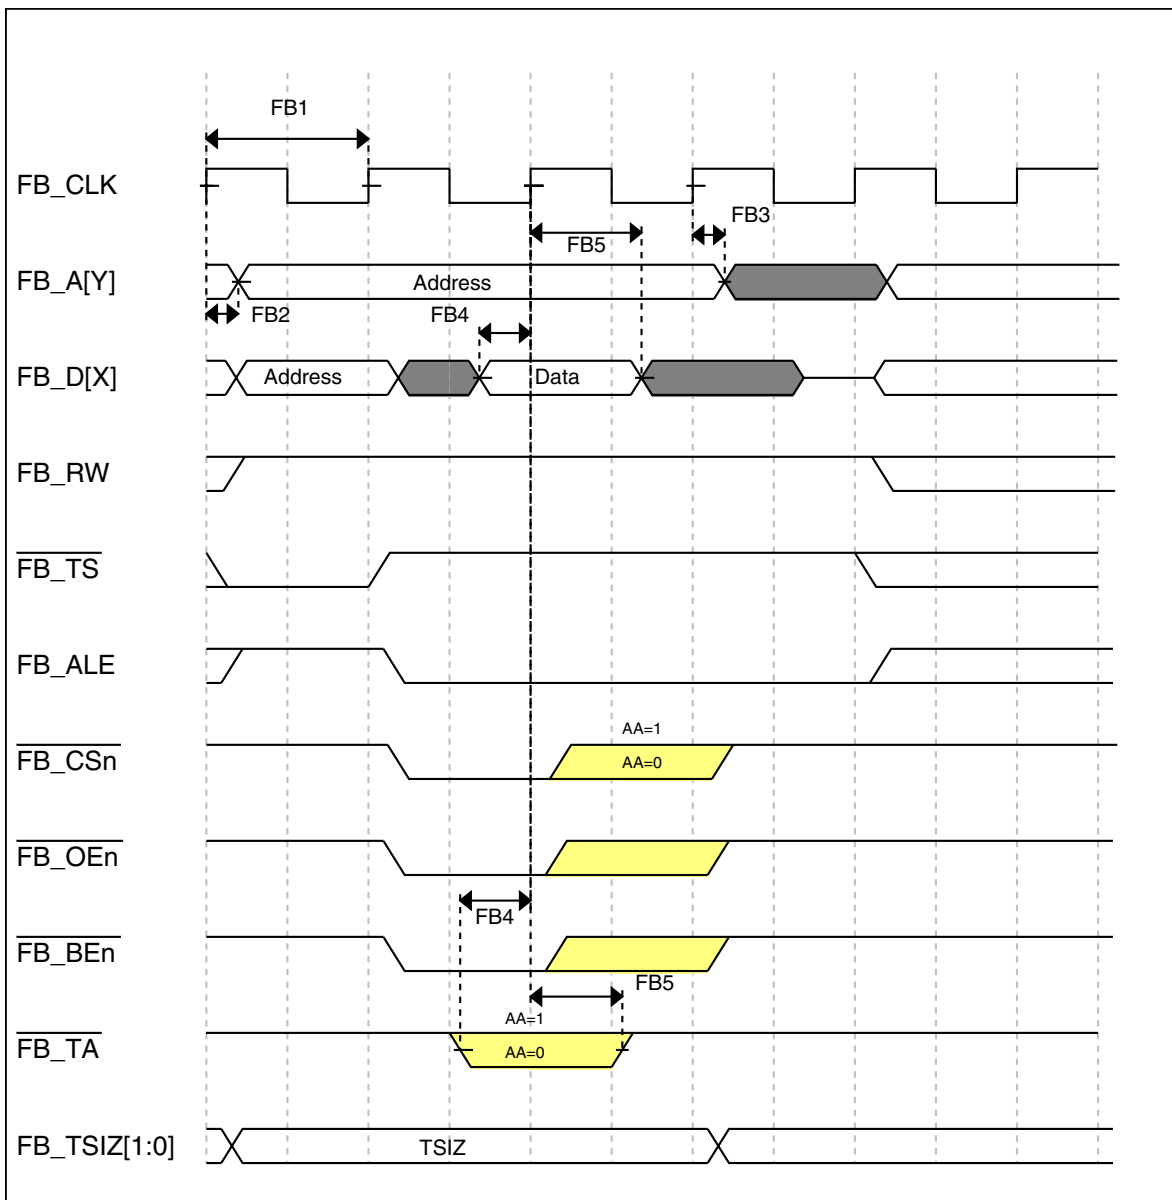 FB1
FB_CLK
FB3
FB5
FB_A[Y]
Address
FB2
FB4
FB_D[X]
Address
Data
FB_RW
FB_TS
FB_ALE
AA=1
FB_CSn
AA=0
FB_OEn
FB4
FB_BEn
FB5
AA=1
FB_TA
AA=0
FB_TSIZ[1:0]
TSIZ